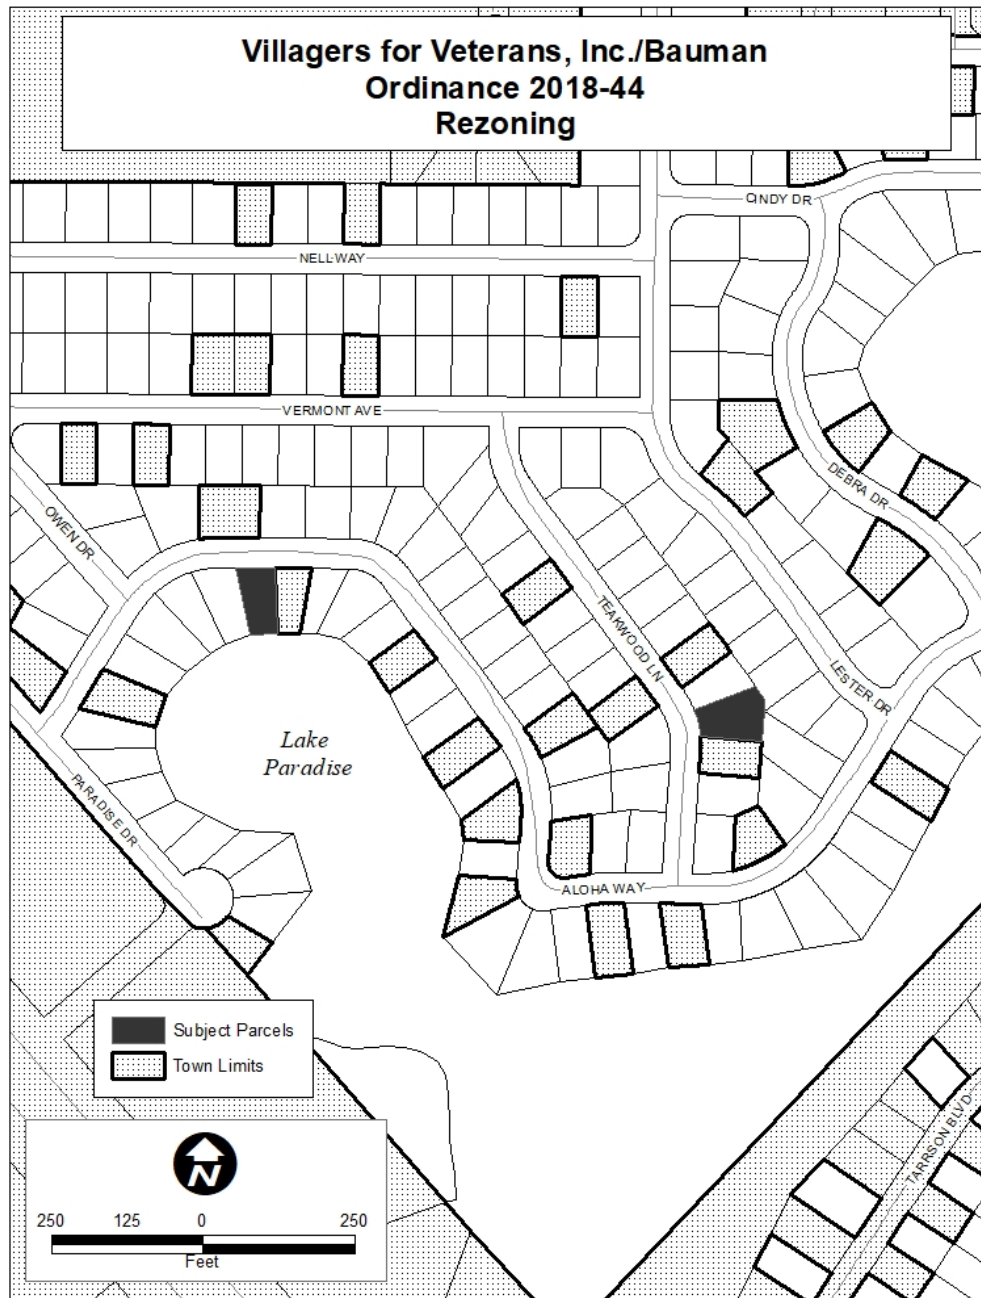 Villagers for Veterans, Inc./Bauman
Ordinance 2018-44
Rezoning
CINDY DR
NELL WAY
VERMONT AVE
DEBRA DR
OWEN DR
TEAKWOOD LN
LESTER DR
Lake
Paradise
PARADISE DR
ALOHA WAY
Subject Parcels
Town Limits
TARRSON BLVD
N
250 125 0 250
Feet